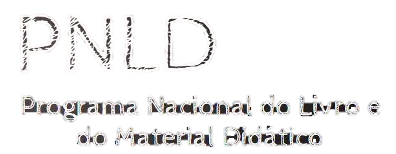 PNLD
Programa Nacional do Livro e
do Material Didático